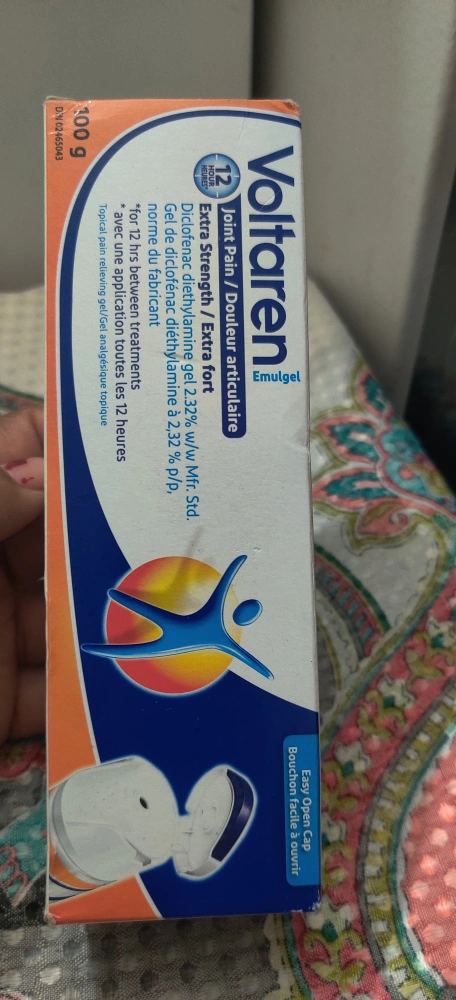 Voltaren
Emulgel
12
HOUR
HEURES
Joint Pain / Douleur articulaire
Extra Strength / Extra fort
Diclofenac diethylamine gel 2.32% w/w Mfr. Std.
Gel de diclofénac diéthylamine à 2,32 % p/p,
norme du fabricant
*for 12 hrs between treatments
* avec une application toutes les 12 heures
Topical pain relieving gel/Gel analgésique topique
100 g
DIN 02465043
Easy Open Cap
Bouchon facile à ouvrir